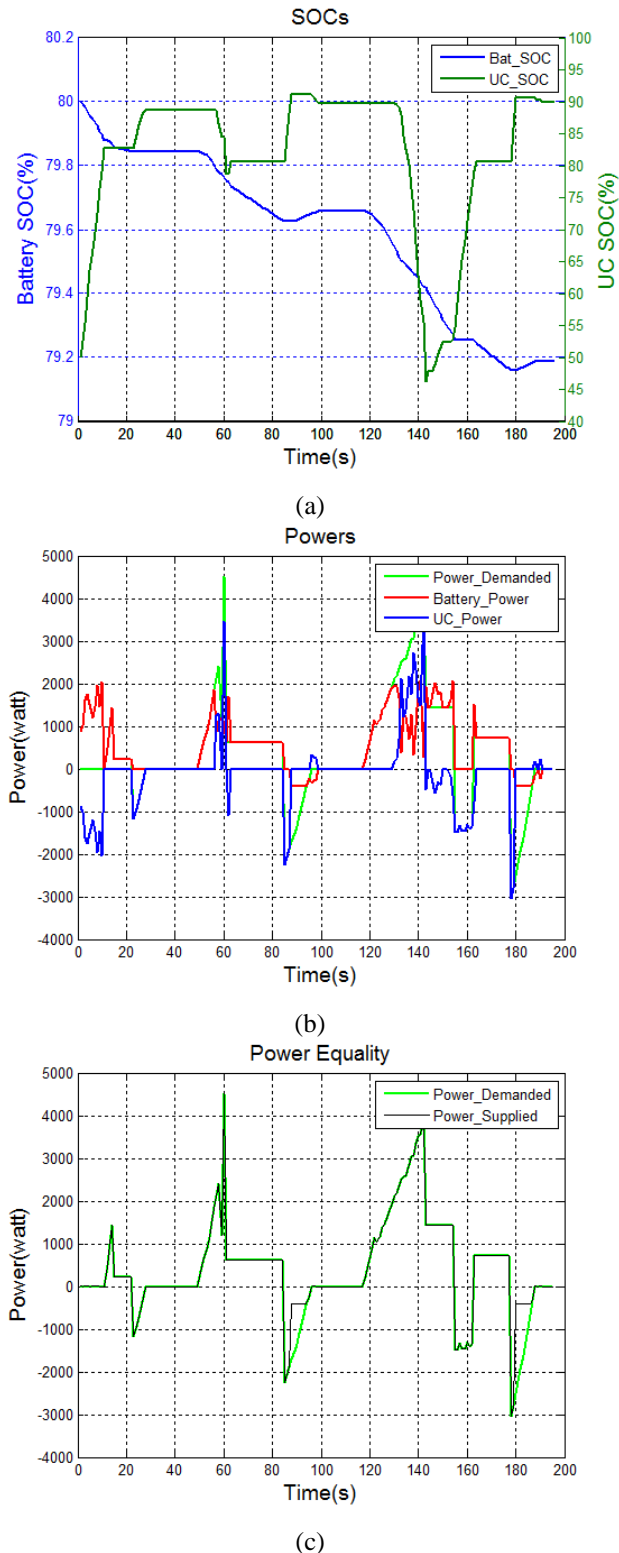 SOCs
80.2
80
79.8
79.6
79.4
79.2
79
Battery SOC(%)
Bat_SOC
UC_SOC
100
95
90
85
80
75
70
65
60
55
50
45
40
UC SOC(%)
0 20 40 60 80 100 120 140 160 180 200
Time(s)
(a)
Powers
5000
4000
3000
2000
1000
0
-1000
-2000
-3000
-4000
Power(watt)
Power_Demanded
Battery_Power
UC_Power
0 20 40 60 80 100 120 140 160 180 200
Time(s)
(b)
Power Equality
5000
4000
3000
2000
1000
0
-1000
-2000
-3000
-4000
Power(watt)
Power_Demanded
Power_Supplied
0 20 40 60 80 100 120 140 160 180 200
Time(s)
(c)